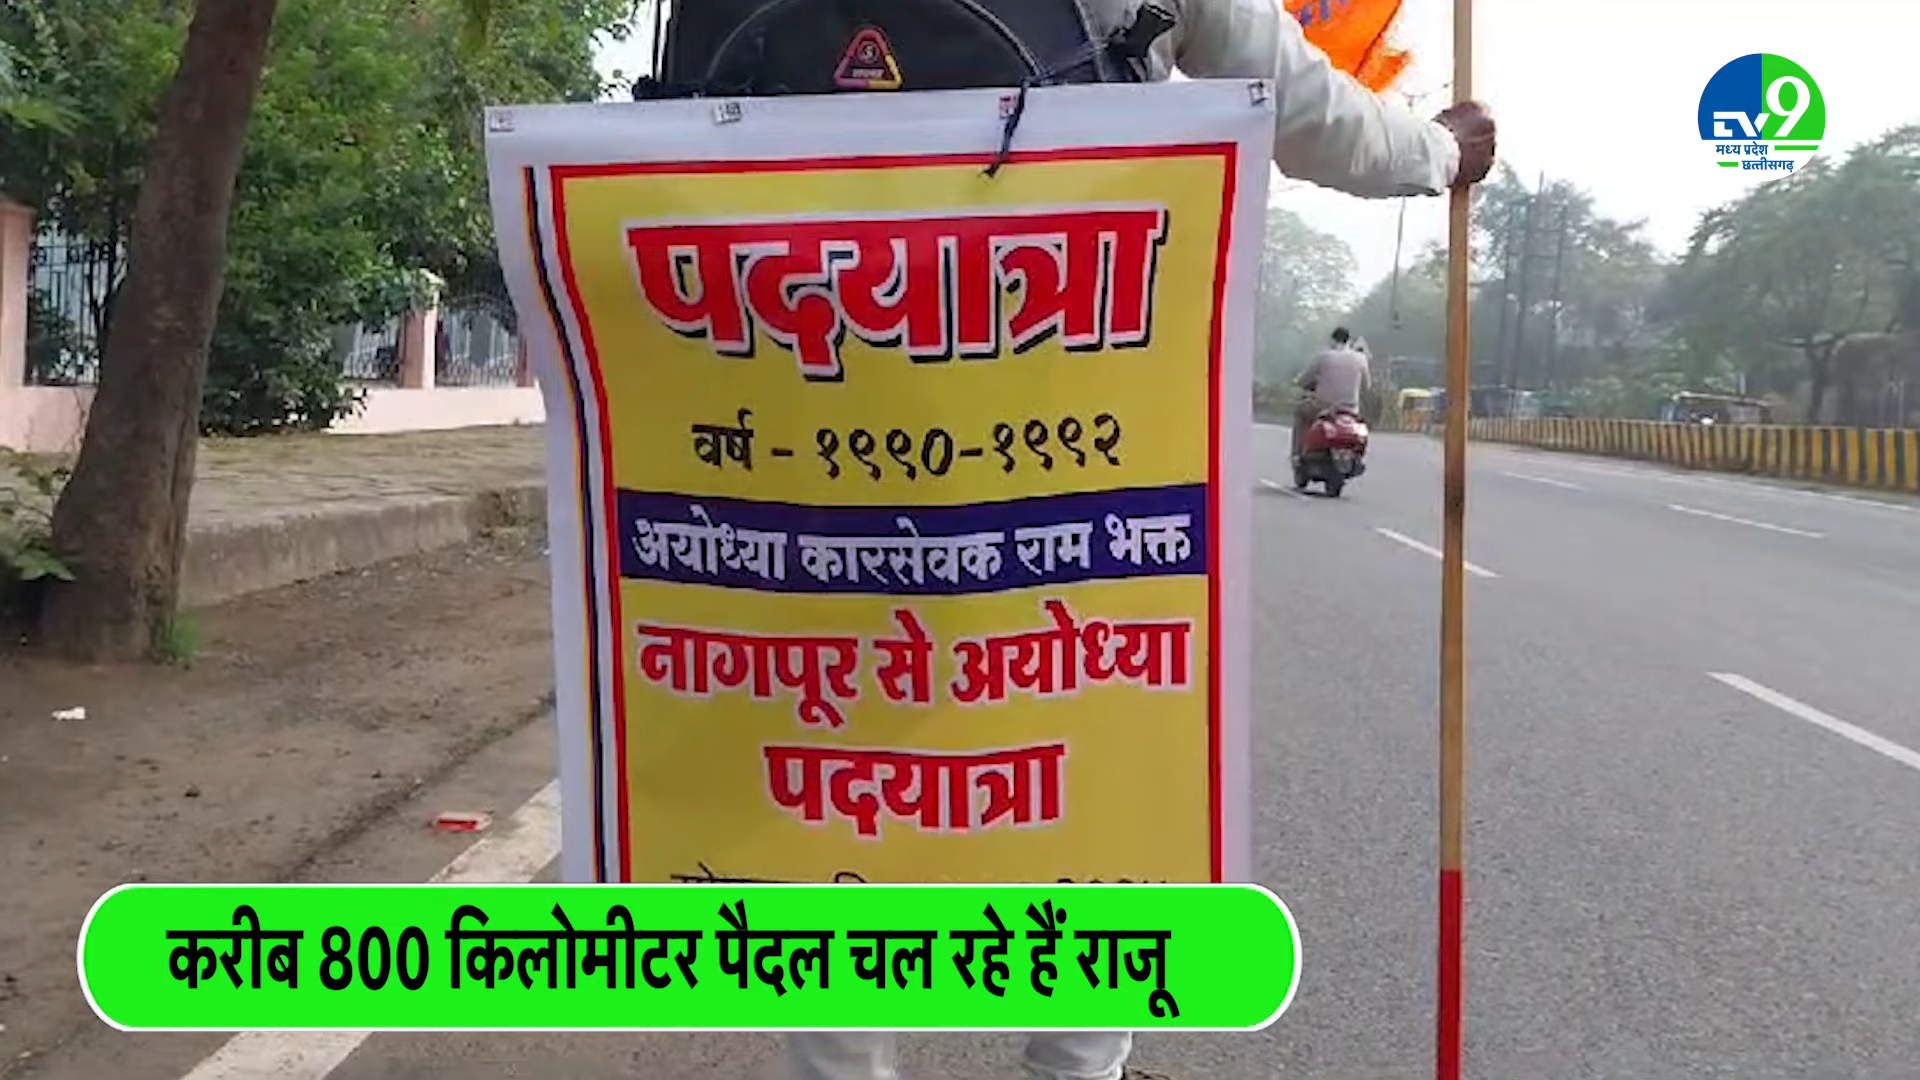 TV9
मध्य प्रदेश
छत्तीसगढ़
पदयात्रा
वर्ष - १९९०-१९९२
अयोध्या कारसेवक राम भक्त
नागपूर से अयोध्या
पदयात्रा
करीब 800 किलोमीटर पैदल चल रहे हैं राजू